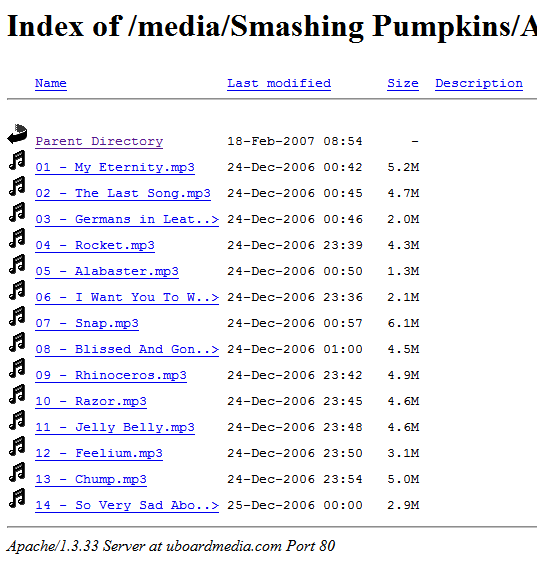 Index of /media/Smashing Pumpkins/A
Name Last modified Size Description
Parent Directory 18-Feb-2007 08:54 -
01 - My Eternity.mp3 24-Dec-2006 00:42 5.2M
02 - The Last Song.mp3 24-Dec-2006 00:45 4.7M
03 - Germans in Leat..> 24-Dec-2006 00:46 2.0M
04 - Rocket.mp3 24-Dec-2006 23:39 4.3M
05 - Alabaster.mp3 24-Dec-2006 00:50 1.3M
06 - I Want You To W..> 24-Dec-2006 23:36 2.1M
07 - Snap.mp3 24-Dec-2006 00:57 6.1M
08 - Blissed And Gon..> 24-Dec-2006 01:00 4.5M
09 - Rhinoceros.mp3 24-Dec-2006 23:42 4.9M
10 - Razor.mp3 24-Dec-2006 23:45 4.6M
11 - Jelly Belly.mp3 24-Dec-2006 23:48 4.6M
12 - Feelium.mp3 24-Dec-2006 23:50 3.1M
13 - Chump.mp3 24-Dec-2006 23:54 5.0M
14 - So Very Sad Abo..> 25-Dec-2006 00:00 2.9M
Apache/1.3.33 Server at uboardmedia.com Port 80